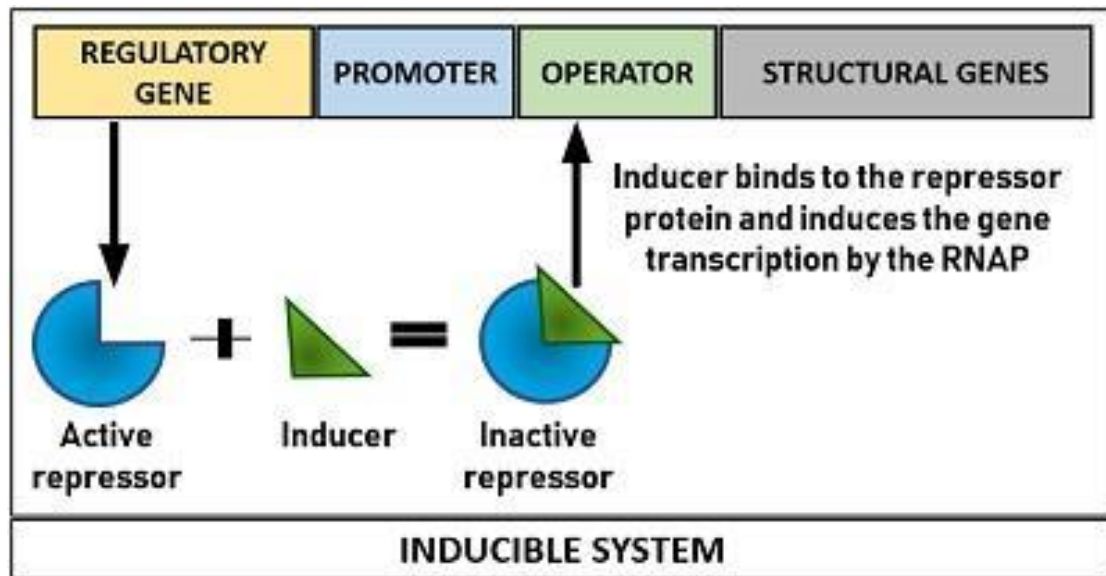 REGULATORY
GENE
PROMOTER
OPERATOR
STRUCTURAL GENES
Inducer binds to the repressor
protein and induces the gene
transcription by the RNAP
Active
repressor
Inducer
Inactive
repressor
INDUCIBLE SYSTEM